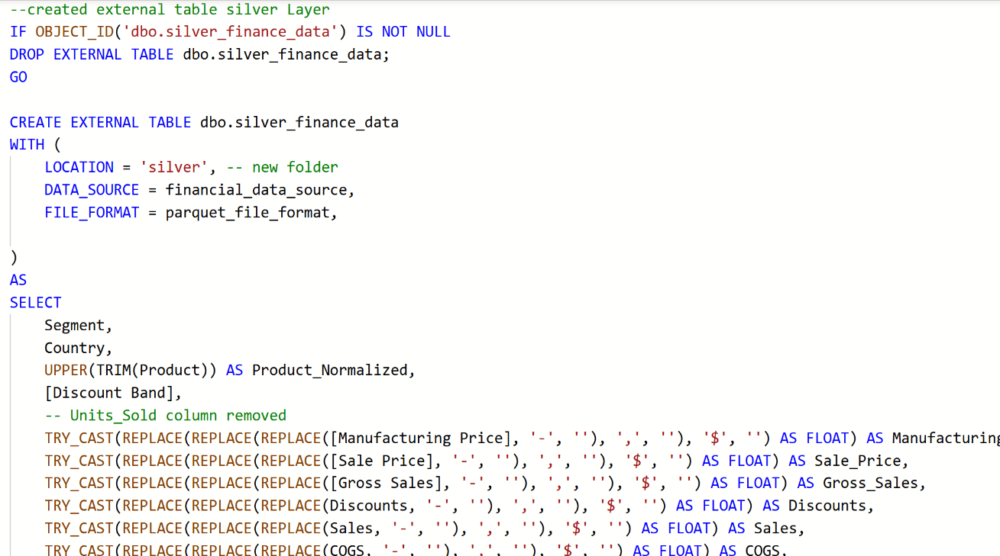 --created external table silver Layer
IF OBJECT_ID('dbo.silver_finance_data') IS NOT NULL
DROP EXTERNAL TABLE dbo.silver_finance_data;
GO
CREATE EXTERNAL TABLE dbo.silver_finance_data
WITH (
    LOCATION = 'silver', -- new folder
    DATA_SOURCE = financial_data_source,
    FILE_FORMAT = parquet_file_format,
)
AS
SELECT
    Segment,
    Country,
    UPPER(TRIM(Product)) AS Product_Normalized,
    [Discount Band],
    -- Units_Sold column removed
    TRY_CAST(REPLACE(REPLACE(REPLACE([Manufacturing Price], '-', ''), ',', ''), '$', '') AS FLOAT) AS Manufacturing
    TRY_CAST(REPLACE(REPLACE(REPLACE([Sale Price], '-', ''), ',', ''), '$', '') AS FLOAT) AS Sale_Price,
    TRY_CAST(REPLACE(REPLACE(REPLACE([Gross Sales], '-', ''), ',', ''), '$', '') AS FLOAT) AS Gross_Sales,
    TRY_CAST(REPLACE(REPLACE(REPLACE(Discounts, '-', ''), ',', ''), '$', '') AS FLOAT) AS Discounts,
    TRY_CAST(REPLACE(REPLACE(REPLACE(Sales, '-', ''), ',', ''), '$', '') AS FLOAT) AS Sales,
    TRY_CAST(REPLACE(REPLACE(REPLACE(COGS, '-', ''), ',', ''), '$', '') AS FLOAT) AS COGS,